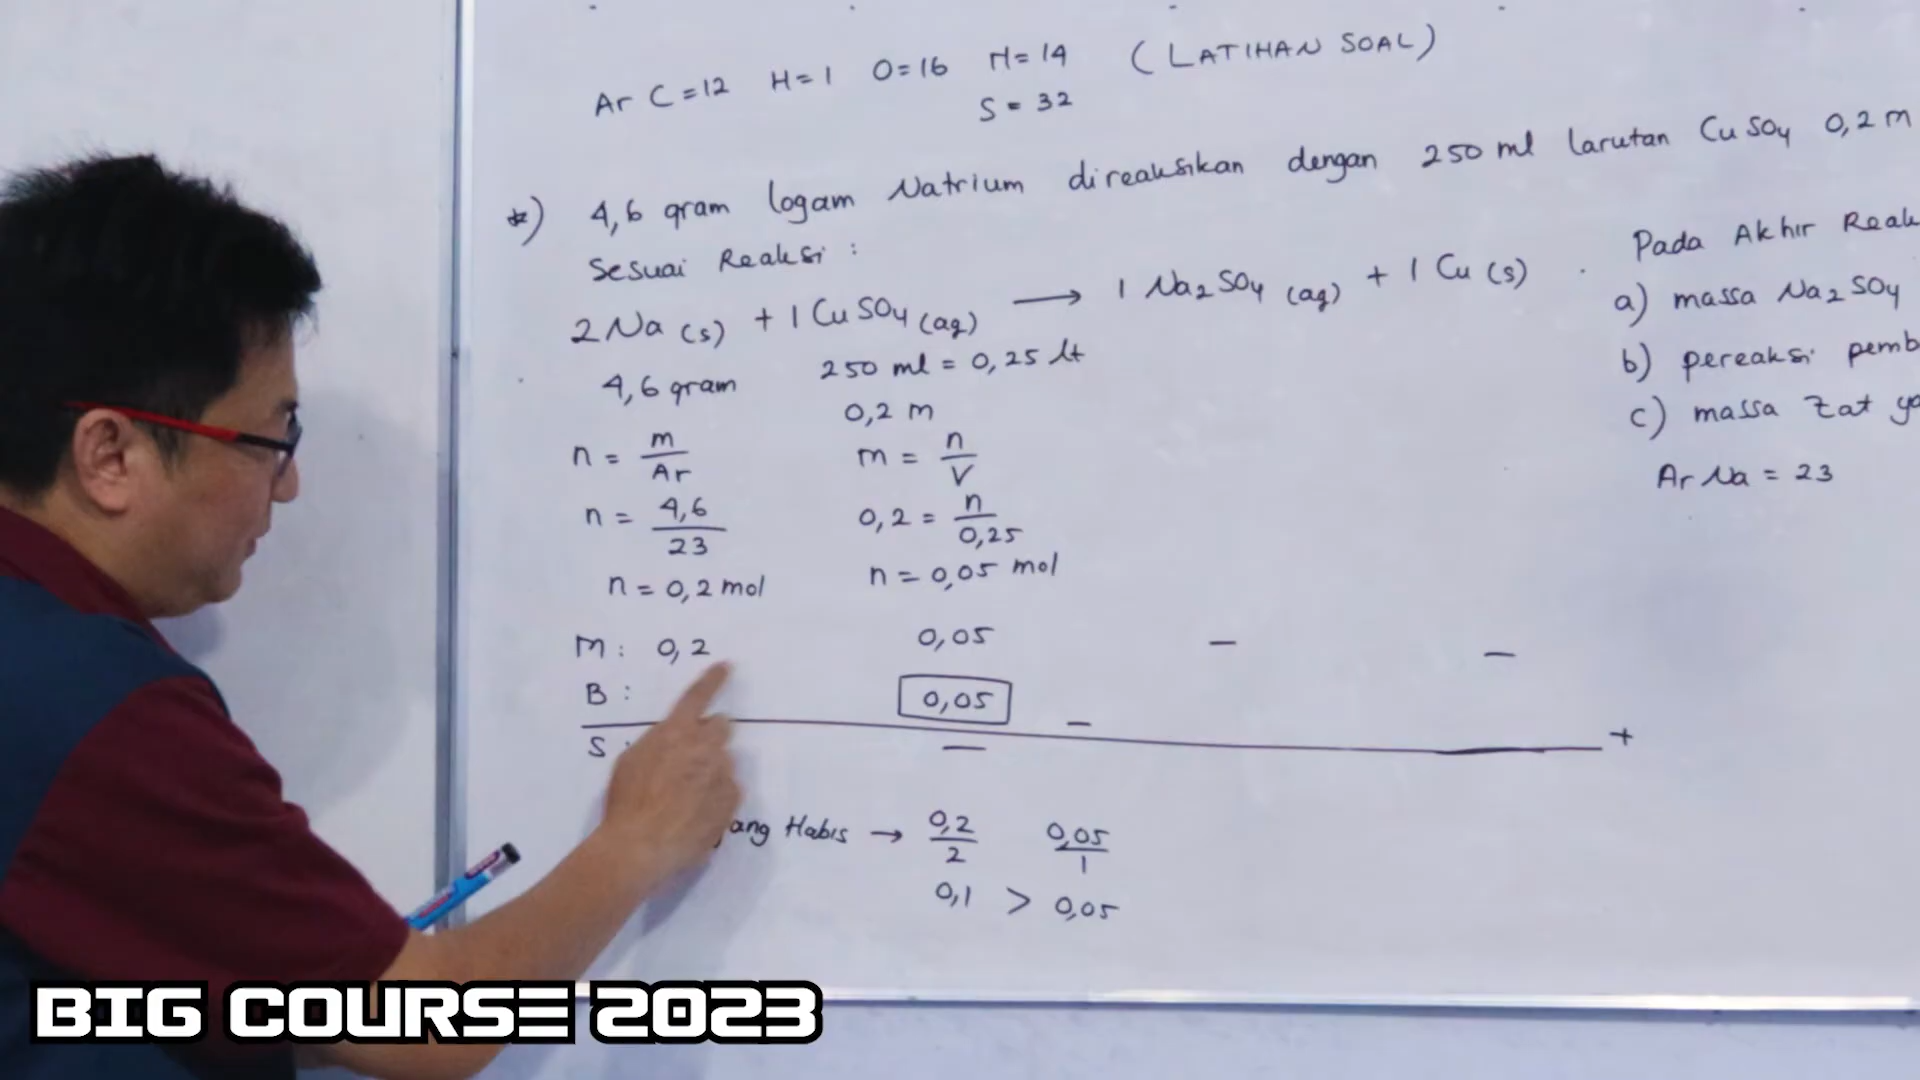 Ar C = 12 H = 1 O = 16 N = 14 (LATIHAN SOAL)
S = 32
*) 4,6 gram logam Natrium direaksikan dengan 250 ml larutan CuSO4 0,2 M
Sesuai Reaksi :
2 Na (s) + 1 CuSO4 (aq) → 1 Na2SO4 (aq) + 1 Cu (s) .
Pada Akhir
a) massa Na2SO4
b) pereaksi
c) massa zat
Ar Na = 23
4,6 gram 250 ml = 0,25 lt
0,2 M
n = m/Ar M = n/V
n = 4,6/23 0,2 = n/0,25
n = 0,2 mol n = 0,05 mol
M : 0,2 0,05 — —
B : 0,05 —
+
S : —
Habis → 0,2/2 0,05/1
0,1 > 0,05
BIG COURSE 2023